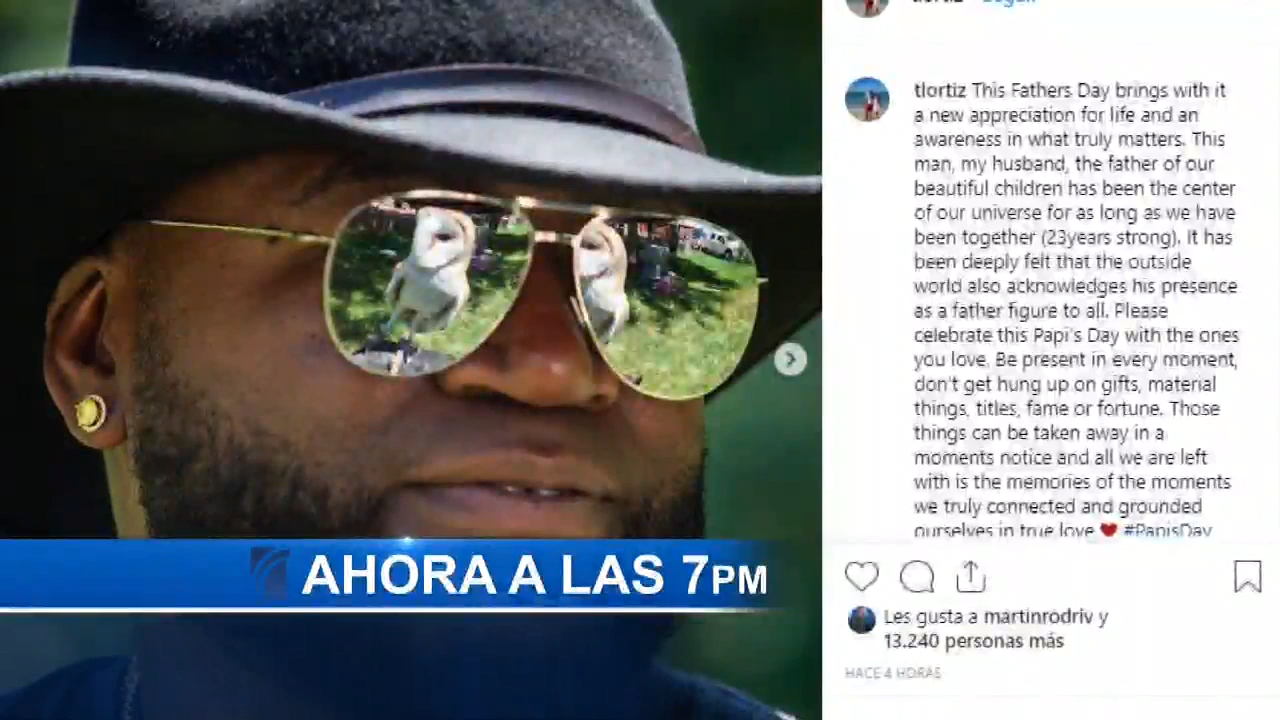 tlortiz This Fathers Day brings with it
a new appreciation for life and an
awareness in what truly matters. This
man, my husband, the father of our
beautiful children has been the center
of our universe for as long as we have
been together (23years strong). It has
been deeply felt that the outside
world also acknowledges his presence
as a father figure to all. Please
celebrate this Papi's Day with the ones
you love. Be present in every moment,
don't get hung up on gifts, material
things, titles, fame or fortune. Those
things can be taken away in a
moments notice and all we are left
with is the memories of the moments
we truly connected and grounded
ourselves in true love ❤ #PapisDay
AHORA A LAS 7PM
Les gusta a martinrodriv y
13.240 personas más
HACE 4 HORAS